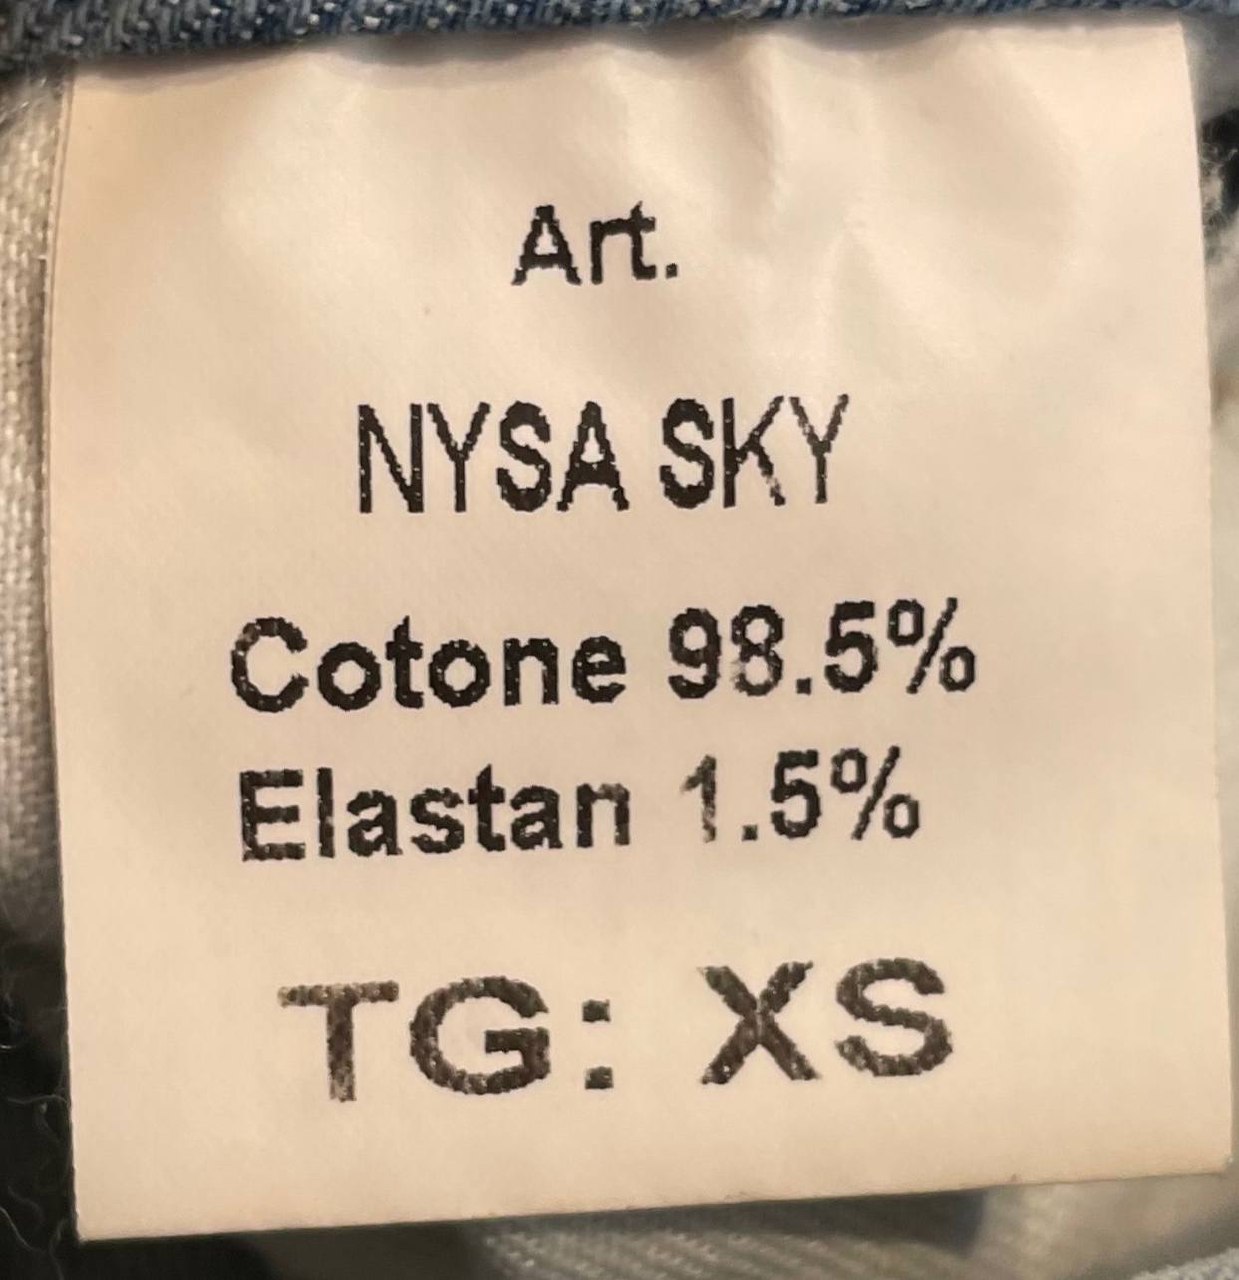 Art.
NYSA SKY
Cotone 98.5%
Elastan 1.5%
TG: XS